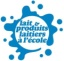 lait &
produits
laitiers
à l'école